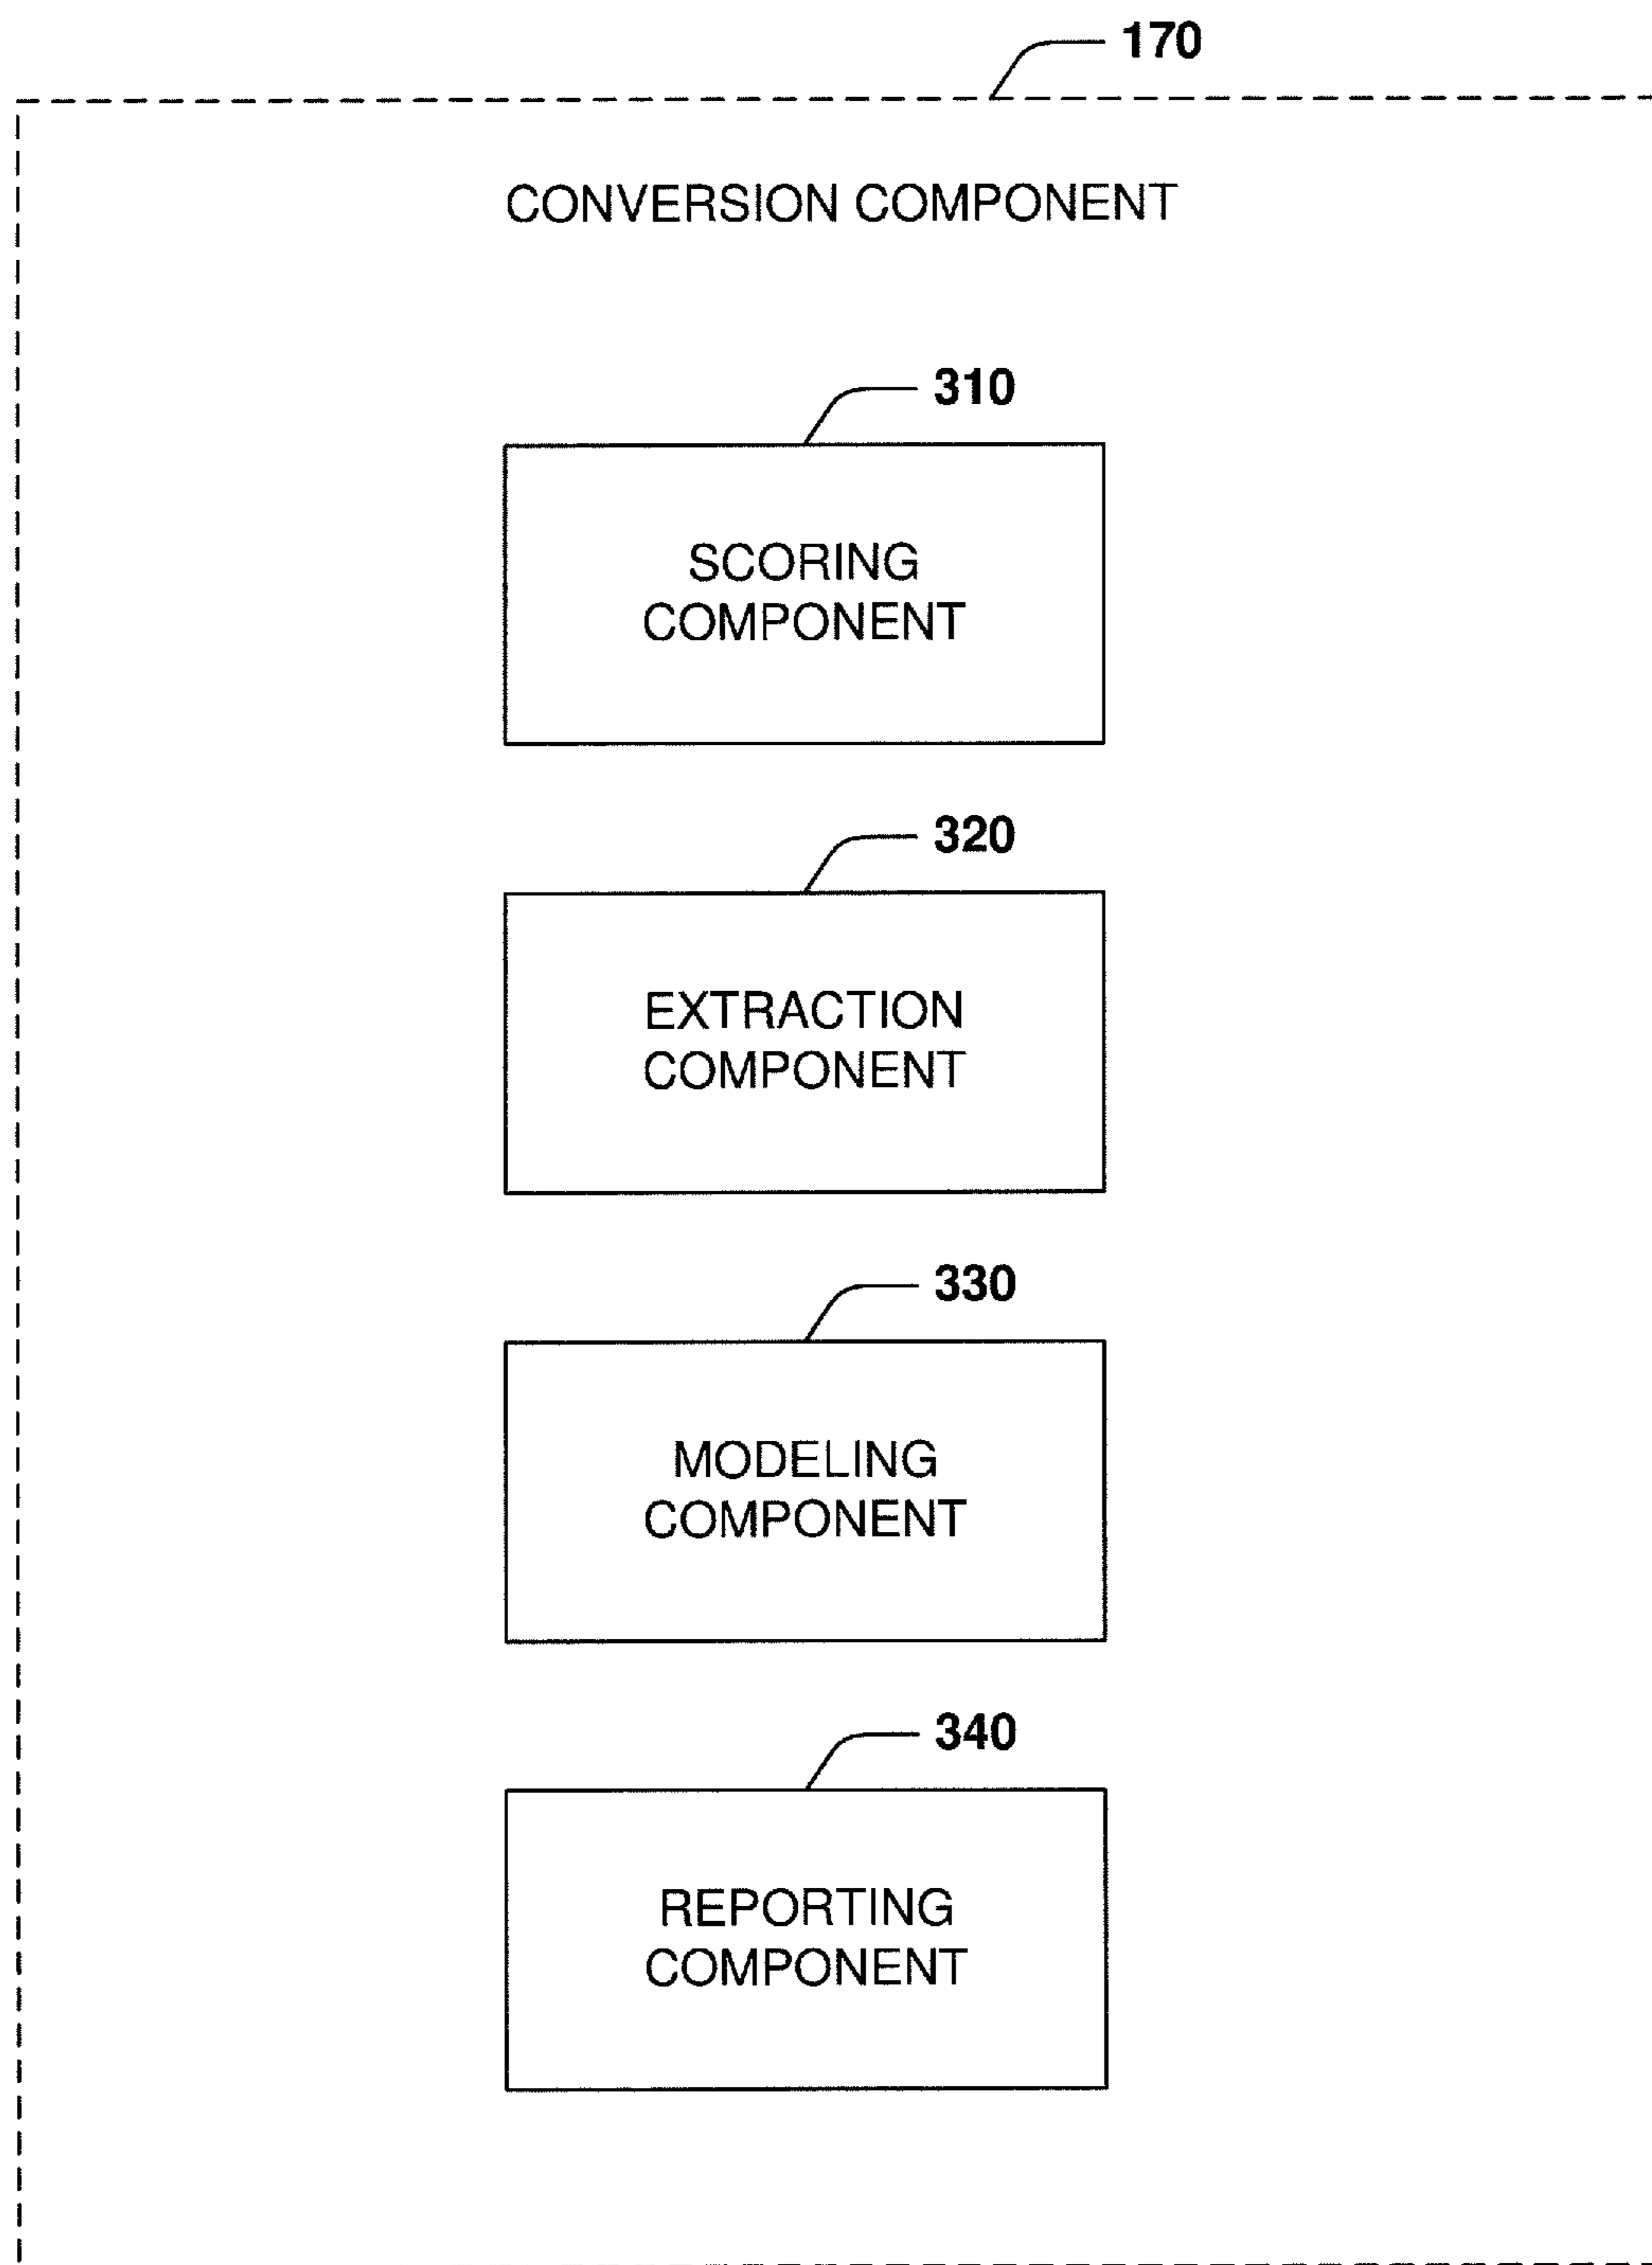 170
CONVERSION COMPONENT
310
SCORING
COMPONENT
320
EXTRACTION
COMPONENT
330
MODELING
COMPONENT
340
REPORTING
COMPONENT